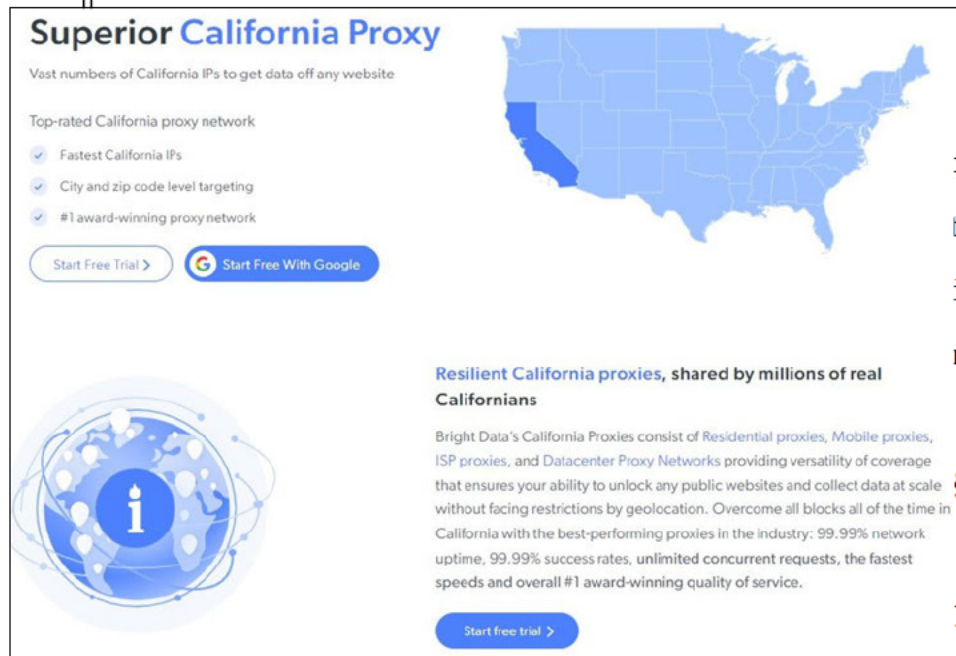 Superior California Proxy
Vast numbers of California IPs to get data off any website
Top-rated California proxy network
Fastest California IPs
City and zip code level targeting
#1 award-winning proxy network
Start Free Trial >
G Start Free With Google
Resilient California proxies, shared by millions of real
Californians
Bright Data's California Proxies consist of Residential proxies, Mobile proxies,
ISP proxies, and Datacenter Proxy Networks providing versatility of coverage
that ensures your ability to unlock any public websites and collect data at scale
without facing restrictions by geolocation. Overcome all blocks all of the time in
California with the best-performing proxies in the industry: 99.99% network
uptime, 99.99% success rates, unlimited concurrent requests, the fastest
speeds and overall #1 award-winning quality of service.
i
Start free trial >